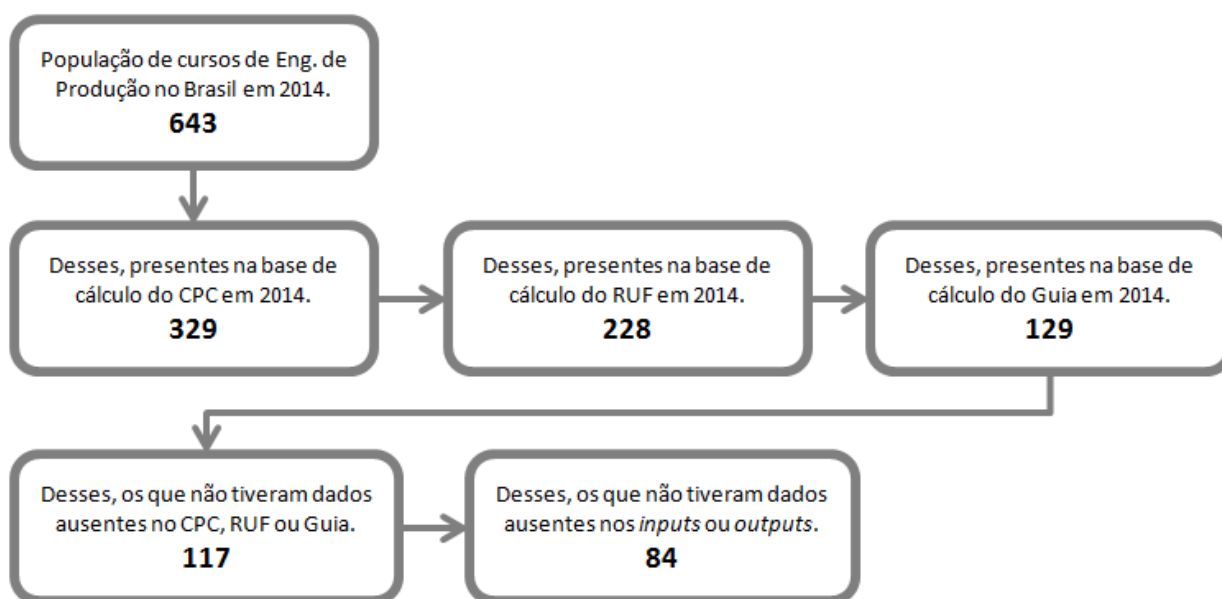 População de cursos de Eng. de
Produção no Brasil em 2014.
643
Desses, presentes na base de
cálculo do CPC em 2014.
329
Desses, presentes na base de
cálculo do RUF em 2014.
228
Desses, presentes na base de
cálculo do Guia em 2014.
129
Desses, os que não tiveram dados
ausentes no CPC, RUF ou Guia.
117
Desses, os que não tiveram dados
ausentes nos inputs ou outputs.
84